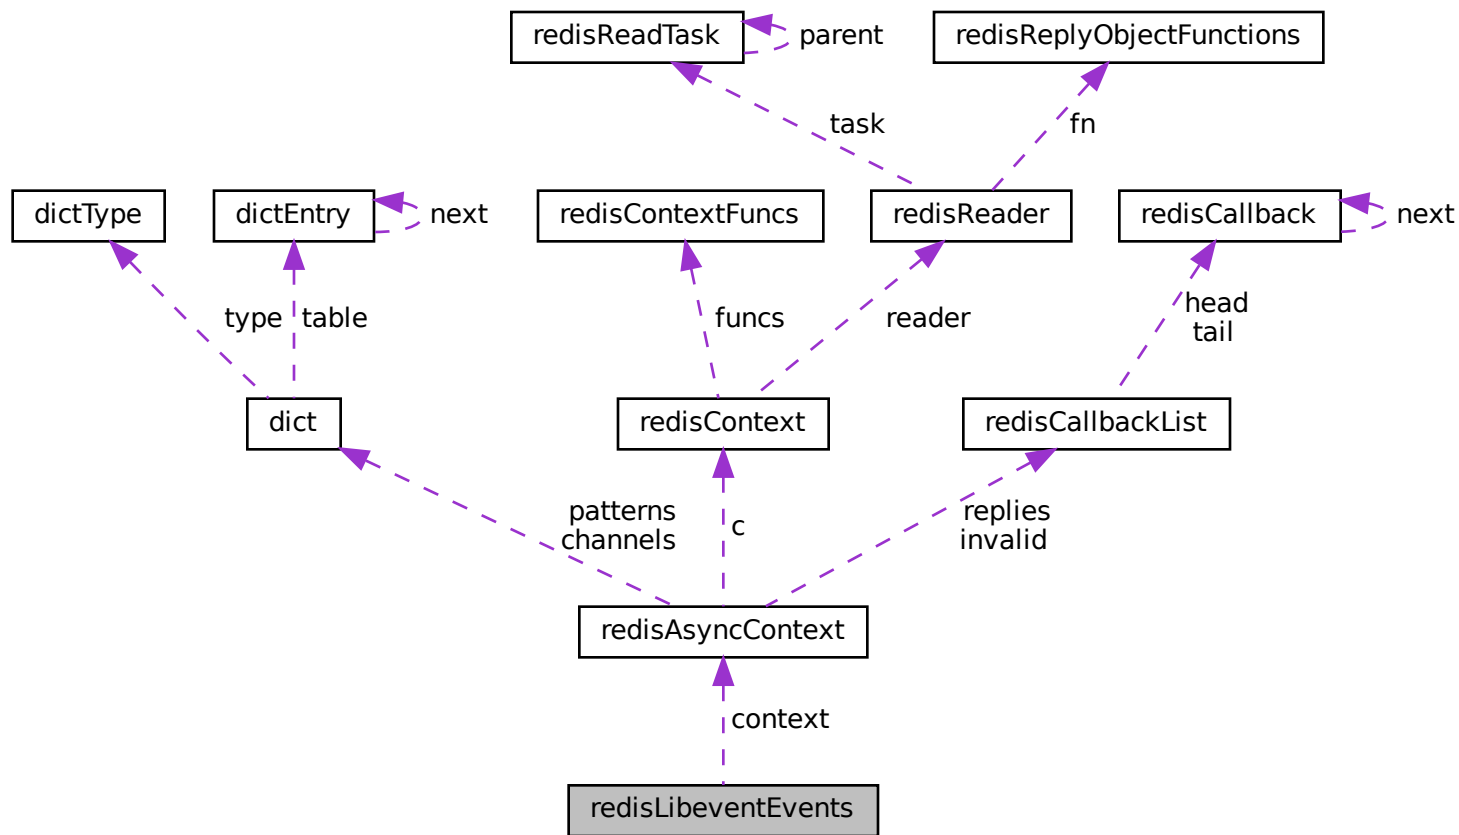 redisReadTask
parent
redisReplyObjectFunctions
task
fn
dictType
dictEntry
next
redisContextFuncs
redisReader
redisCallback
next
type
table
funcs
reader
head
tail
dict
redisContext
redisCallbackList
patterns
channels
c
replies
invalid
redisAsyncContext
context
redisLibeventEvents